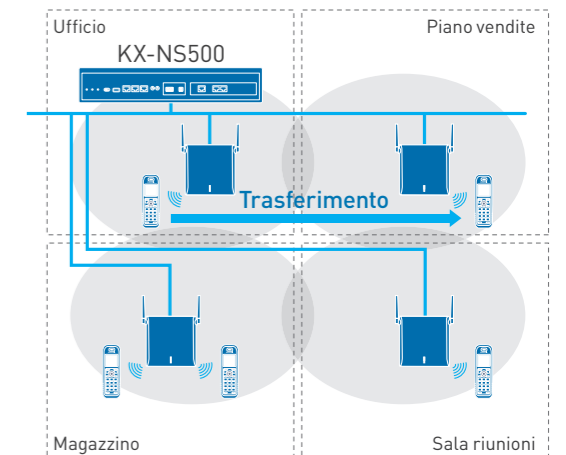 Ufficio
Piano vendite
KX-NS500
Trasferimento
Magazzino
Sala riunioni